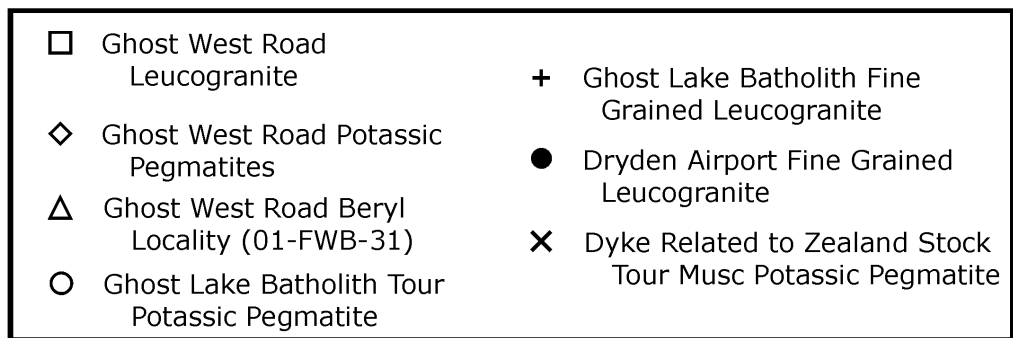 Ghost West Road
Leucogranite
Ghost West Road Potassic
Pegmatites
Ghost West Road Beryl
Locality (01-FWB-31)
Ghost Lake Batholith Tour
Potassic Pegmatite
Ghost Lake Batholith Fine
Grained Leucogranite
Dryden Airport Fine Grained
Leucogranite
Dyke Related to Zealand Stock
Tour Musc Potassic Pegmatite